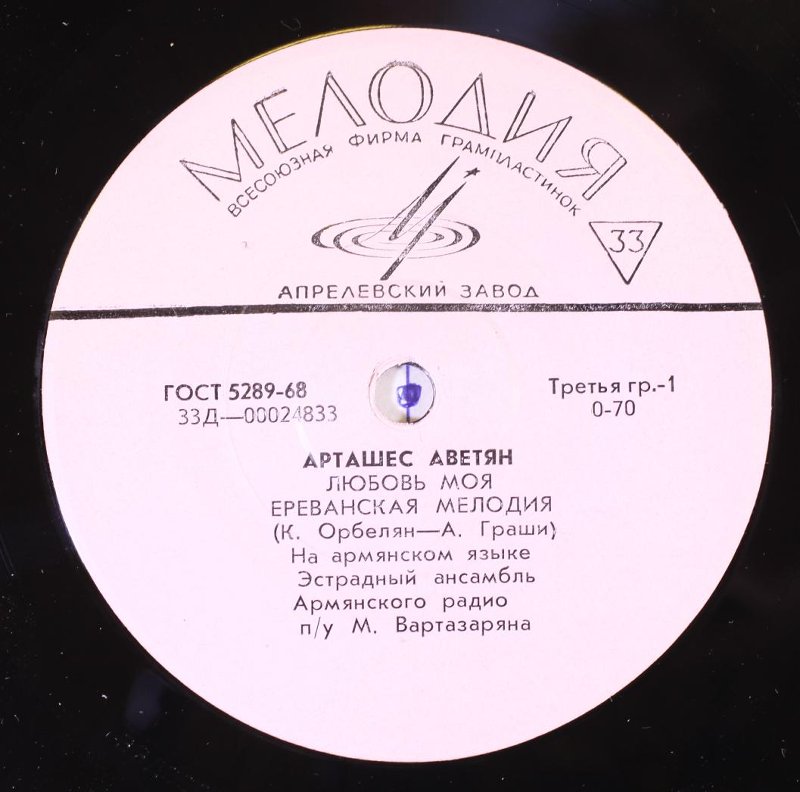 МЕЛОДИЯ
ВСЕСОЮЗНАЯ ФИРМА ГРАМПЛАСТИНОК
33
АПРЕЛЕВСКИЙ ЗАВОД
ГОСТ 5289-68
33Д—00024833
Третья гр.-1
0-70
АРТАШЕС АВЕТЯН
ЛЮБОВЬ МОЯ
ЕРЕВАНСКАЯ МЕЛОДИЯ
(К. Орбелян—А. Граши)
На армянском языке
Эстрадный ансамбль
Армянского радио
п/у М. Вартазаряна